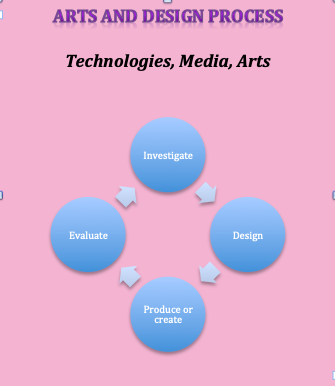 ARTS AND DESIGN PROCESS
Technologies, Media, Arts
Investigate
Design
Produce or
create
Evaluate